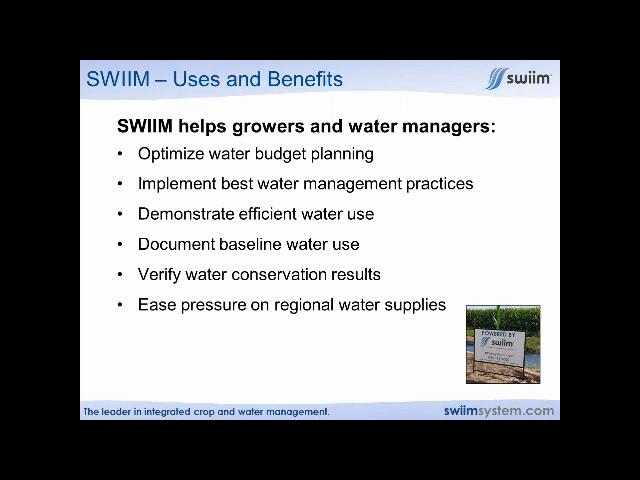 SWIIM – Uses and Benefits
swiim
SWIIM helps growers and water managers:
• Optimize water budget planning
• Implement best water management practices
• Demonstrate efficient water use
• Document baseline water use
• Verify water conservation results
• Ease pressure on regional water supplies
POWERED BY
swiim
The leader in integrated crop and water management.
swiimsystem.com